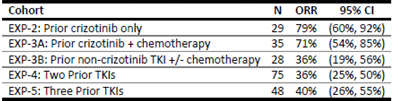 Cohort N ORR 95% CI
EXP-2: Prior crizotinib only 29 79% (60%, 92%)
EXP-3A: Prior crizotinib + chemotherapy 35 71% (54%, 85%)
EXP-3B: Prior non-crizotinib TKI +/- chemotherapy 28 36% (19%, 56%)
EXP-4: Two Prior TKIs 75 36% (25%, 50%)
EXP-5: Three Prior TKIs 48 40% (26%, 55%)